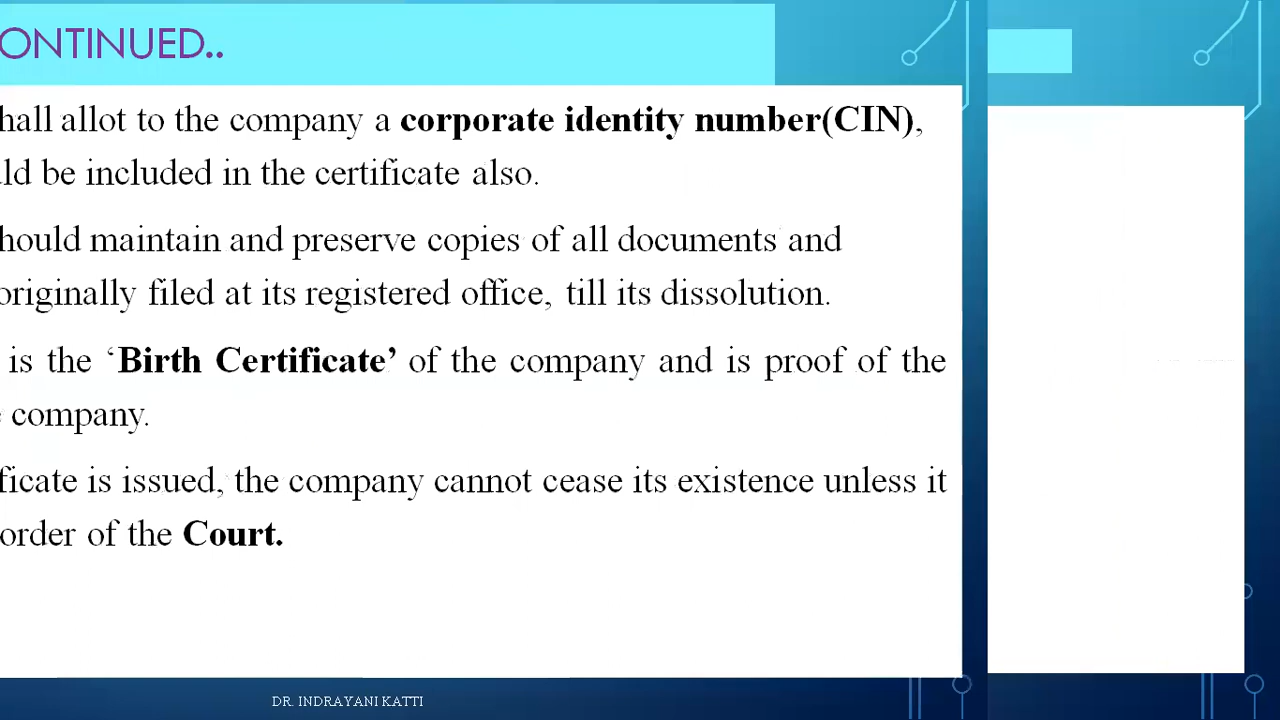 ONTINUED..
hall allot to the company a corporate identity number(CIN),
ld be included in the certificate also.
hould maintain and preserve copies of all documents and
originally filed at its registered office, till its dissolution.
is the ‘Birth Certificate’ of the company and is proof of the
company.
ficate is issued, the company cannot cease its existence unless it
order of the Court.
DR. INDRAYANI KATTI